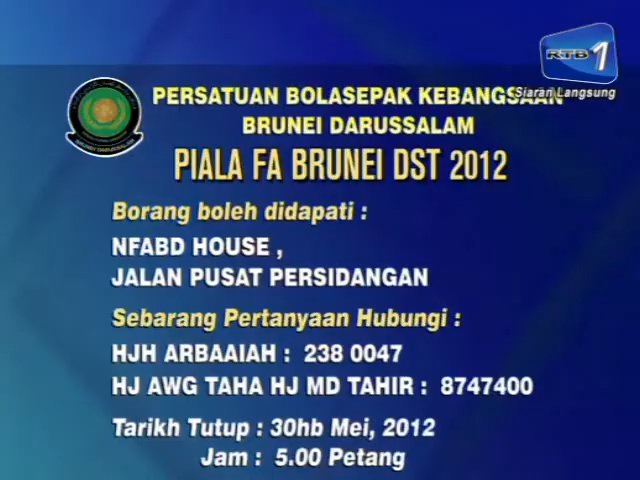 RTB 1
Siaran Langsung
PERSATUAN BOLASEPAK KEBANGSAAN
BRUNEI DARUSSALAM
PIALA FA BRUNEI DST 2012
Borang boleh didapati :
NFABD HOUSE ,
JALAN PUSAT PERSIDANGAN
Sebarang Pertanyaan Hubungi :
HJH ARBAAIAH : 238 0047
HJ AWG TAHA HJ MD TAHIR : 8747400
Tarikh Tutup : 30hb Mei, 2012
Jam : 5.00 Petang